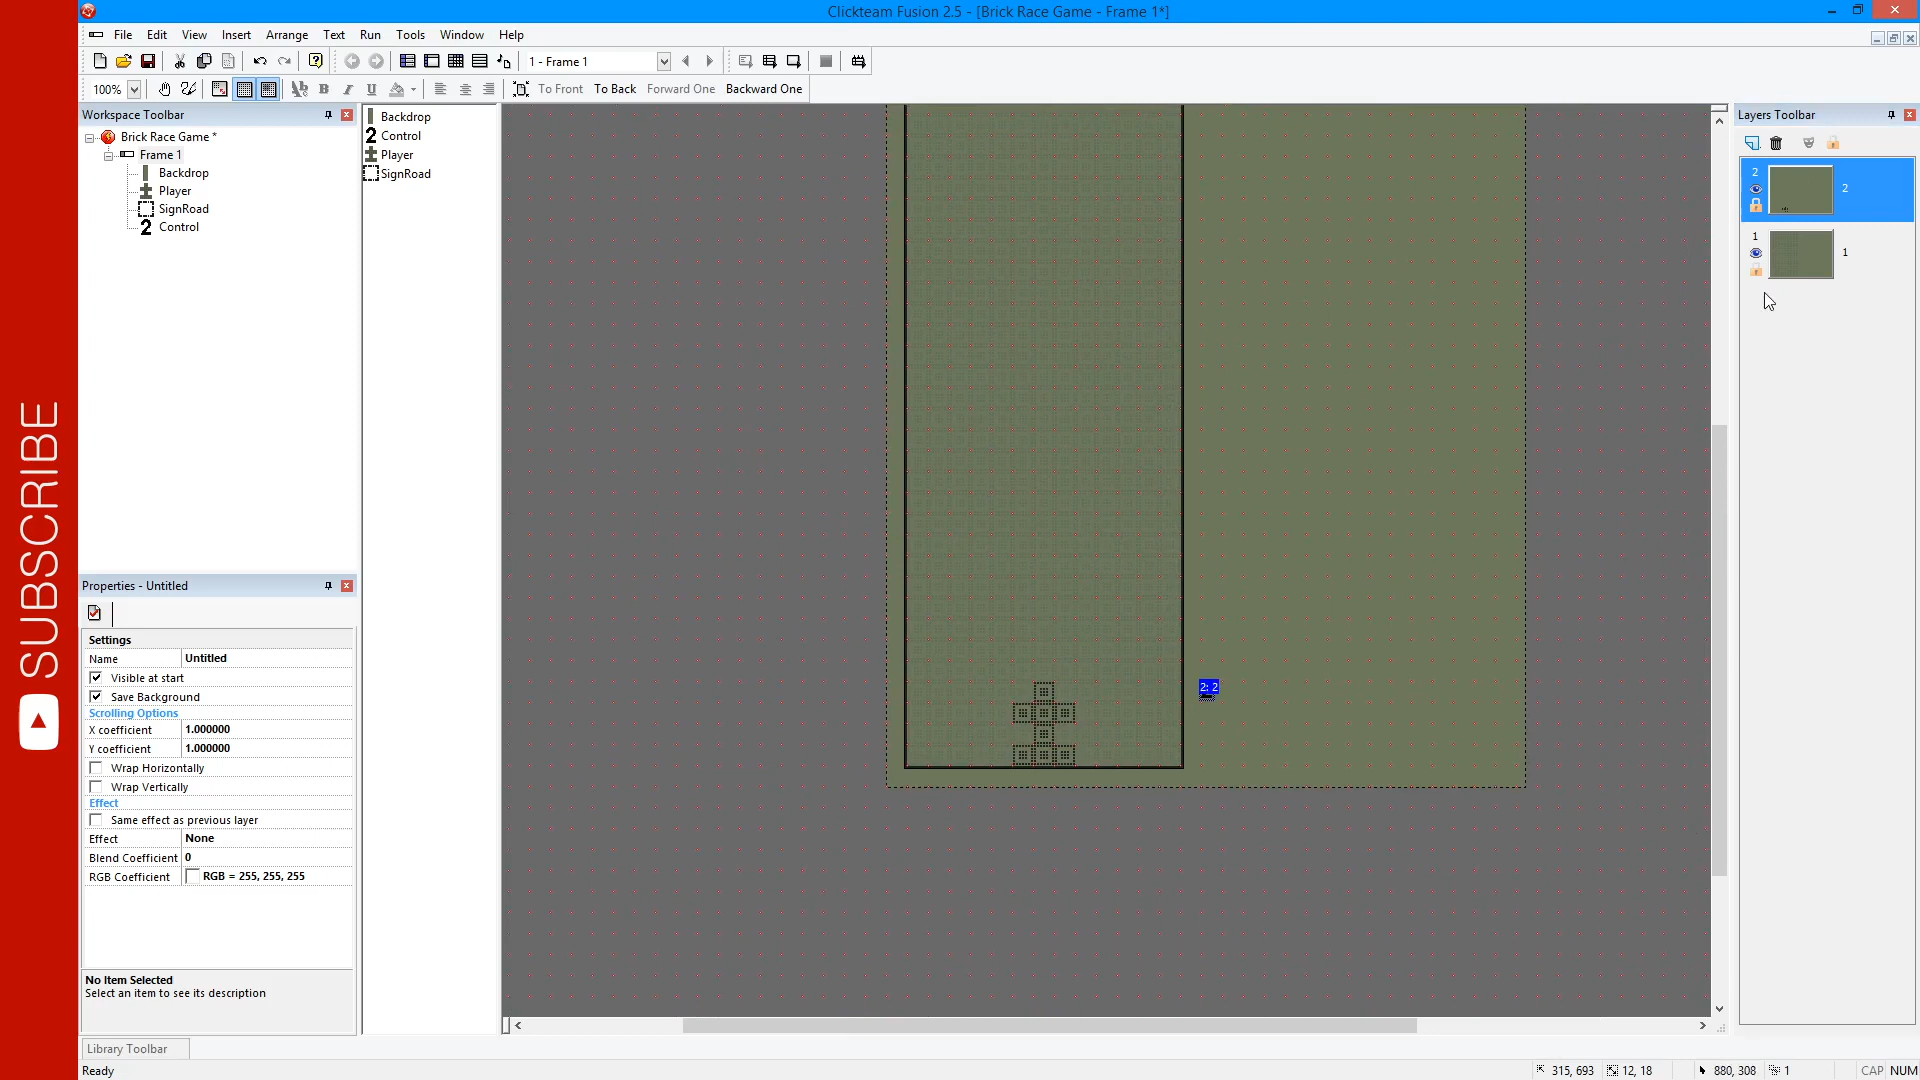 SUBSCRIBE
Clickteam Fusion 2.5 - [Brick Race Game - Frame 1*]
File Edit View Insert Arrange Text Run Tools Window Help
1 - Frame 1
100% To Front To Back Forward One Backward One
Workspace Toolbar
Brick Race Game *
Frame 1
Backdrop
Player
SignRoad
Control
Backdrop
Control
Player
SignRoad
2: 2
Layers Toolbar
2 2
1 1
Properties - Untitled
Settings
Name Untitled
Visible at start
Save Background
Scrolling Options
X coefficient 1.000000
Y coefficient 1.000000
Wrap Horizontally
Wrap Vertically
Effect
Same effect as previous layer
Effect None
Blend Coefficient 0
RGB Coefficient RGB = 255, 255, 255
No Item Selected
Select an item to see its description
Library Toolbar
Ready 315, 693 12, 18 880, 308 1 CAP NUM